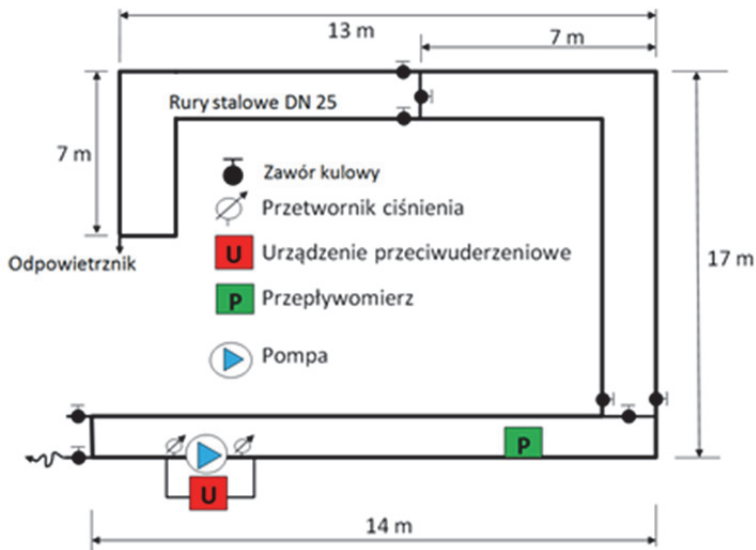 13 m
7 m
Rury stalowe DN 25
7 m
Zawór kulowy
Przetwornik ciśnienia
Odpowietrznik
U Urządzenie przeciwuderzeniowe
17 m
P Przepływomierz
Pompa
P
U
14 m